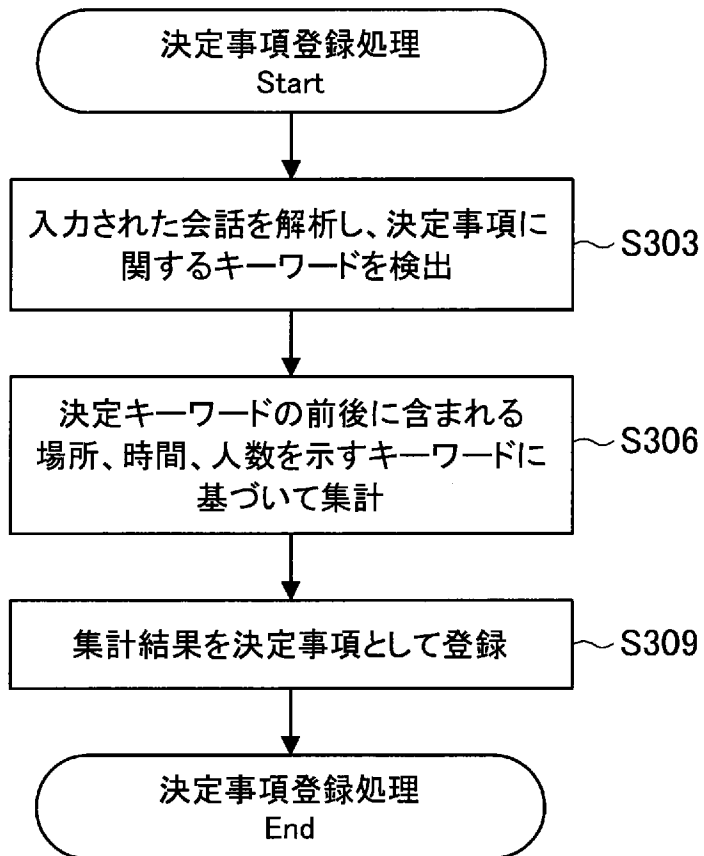 決定事項登録処理
Start
入力された会話を解析し、決定事項に
関するキーワードを検出
S303
決定キーワードの前後に含まれる
場所、時間、人数を示すキーワードに
基づいて集計
S306
集計結果を決定事項として登録
S309
決定事項登録処理
End